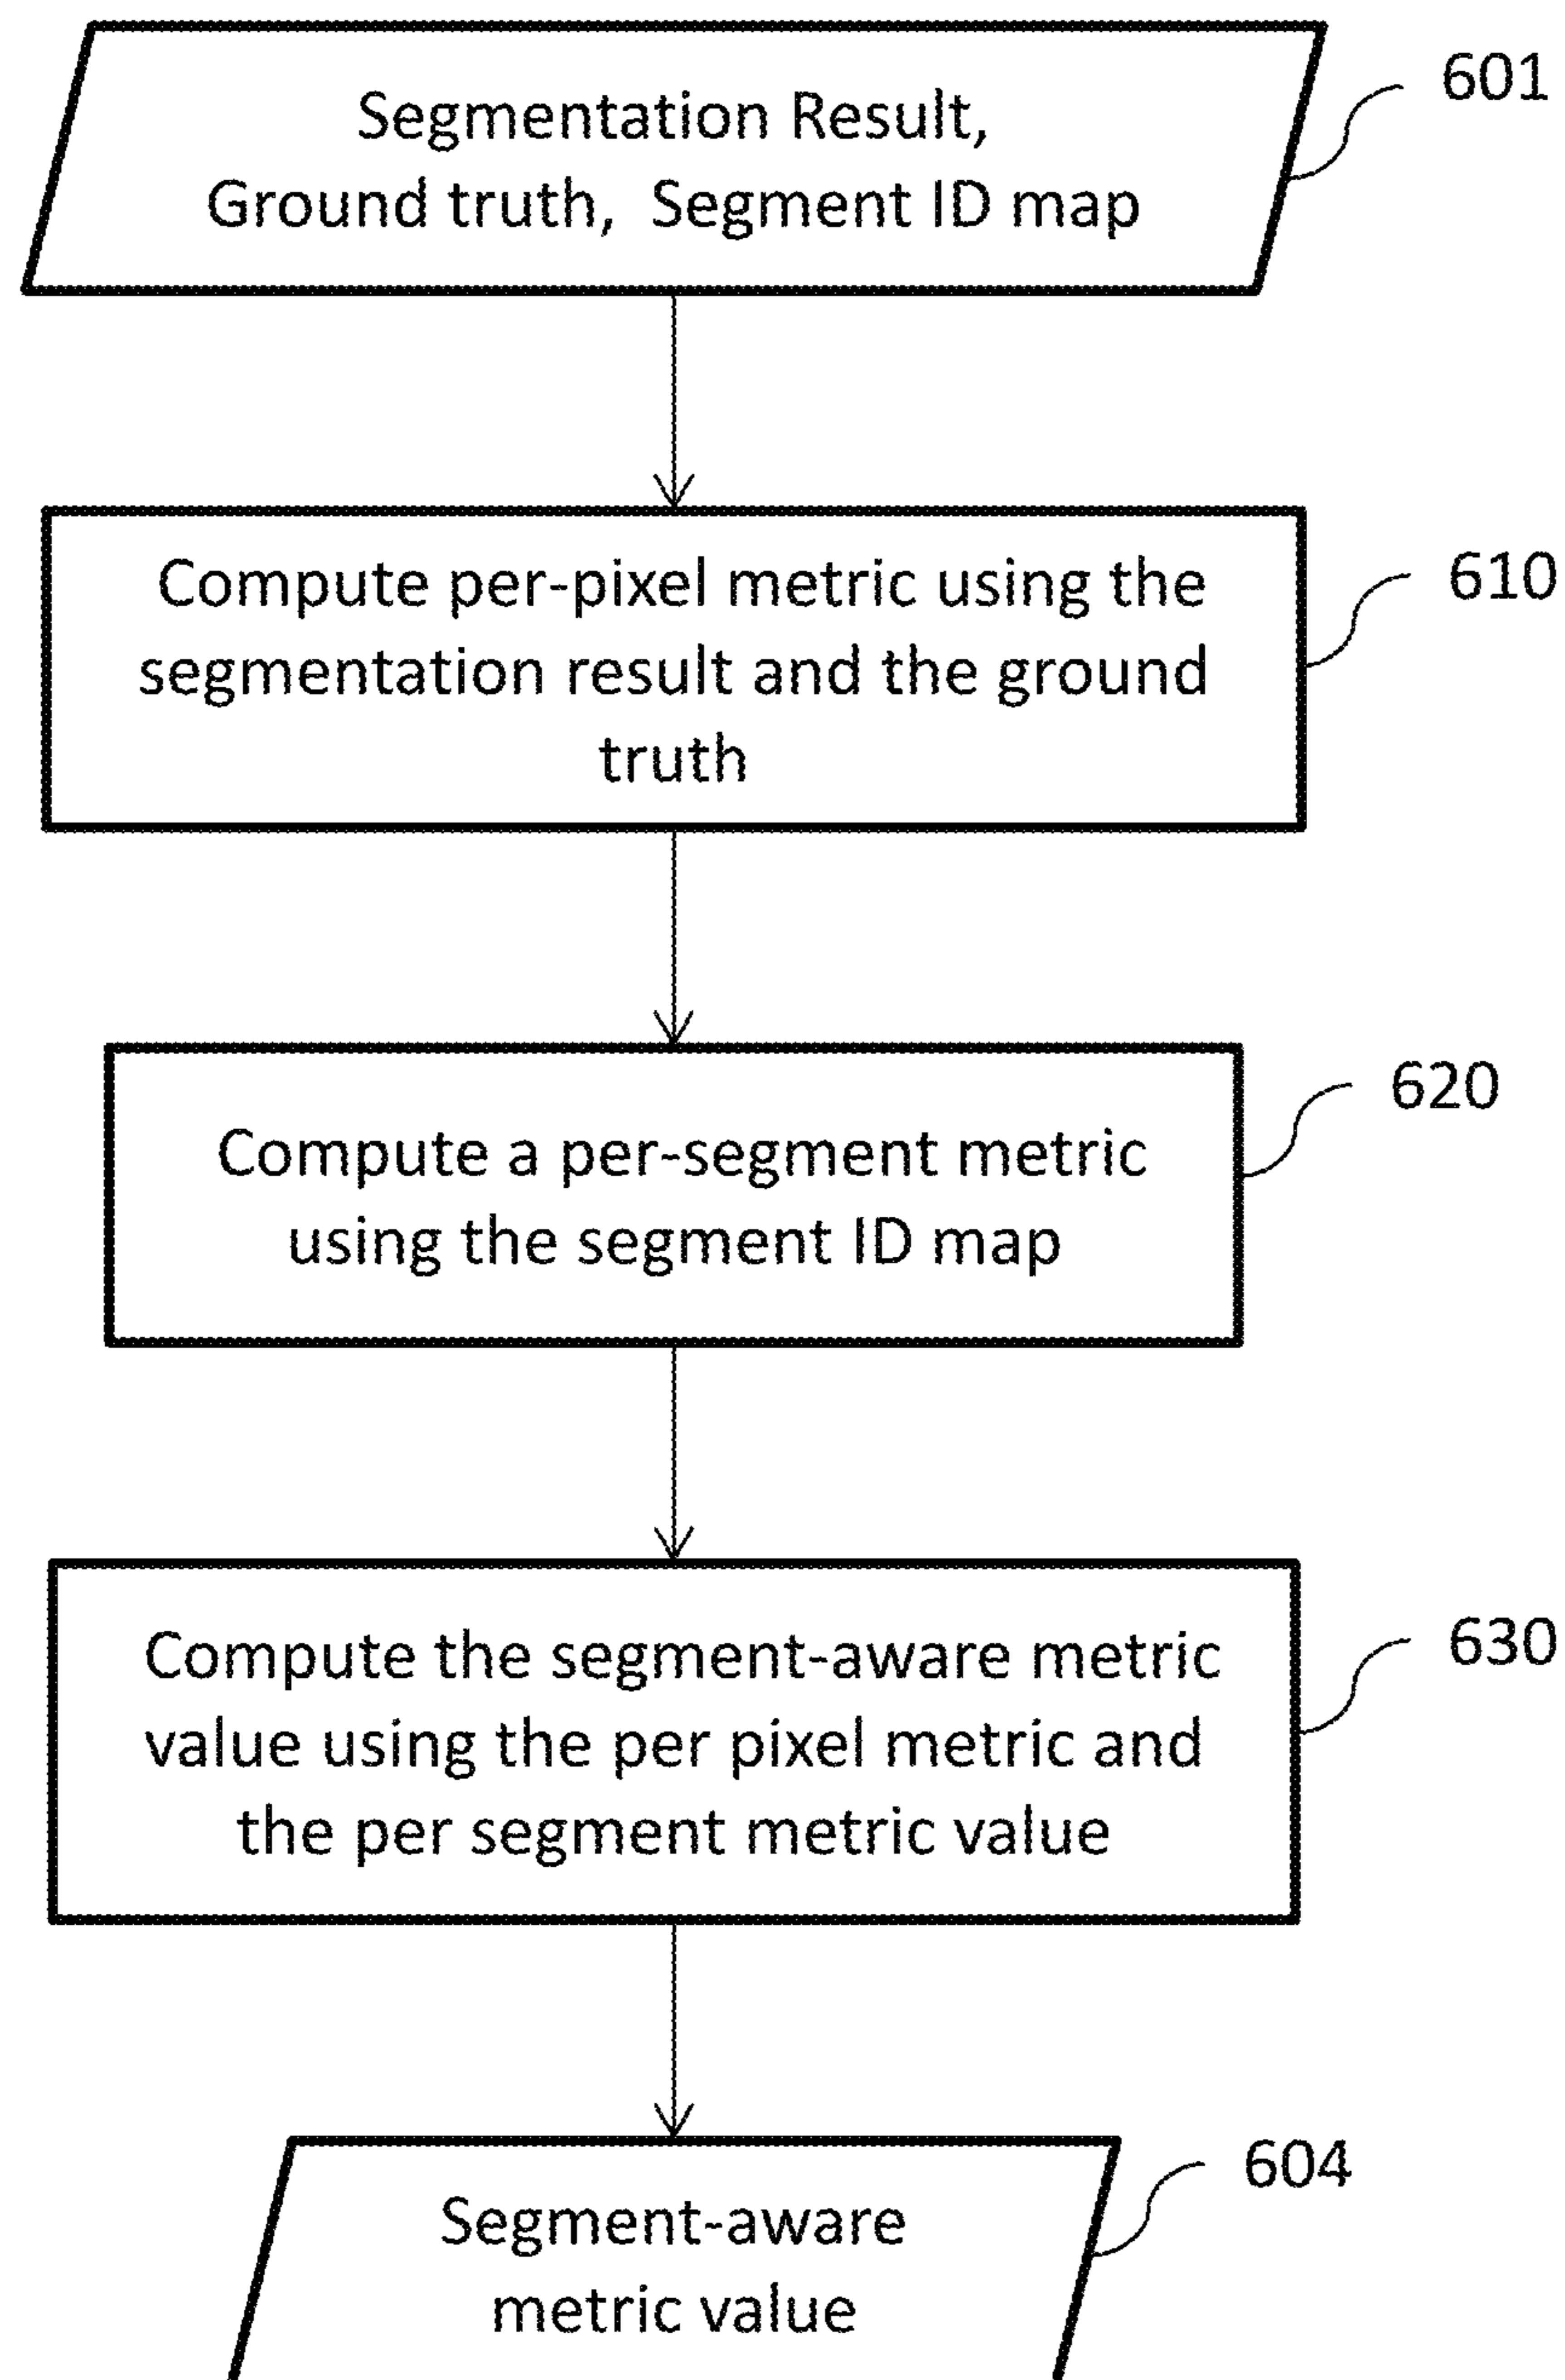 Segmentation Result,
Ground truth, Segment ID map
601
Compute per-pixel metric using the
segmentation result and the ground
truth
610
Compute a per-segment metric
using the segment ID map
620
Compute the segment-aware metric
value using the per pixel metric and
the per segment metric value
630
Segment-aware
metric value
604